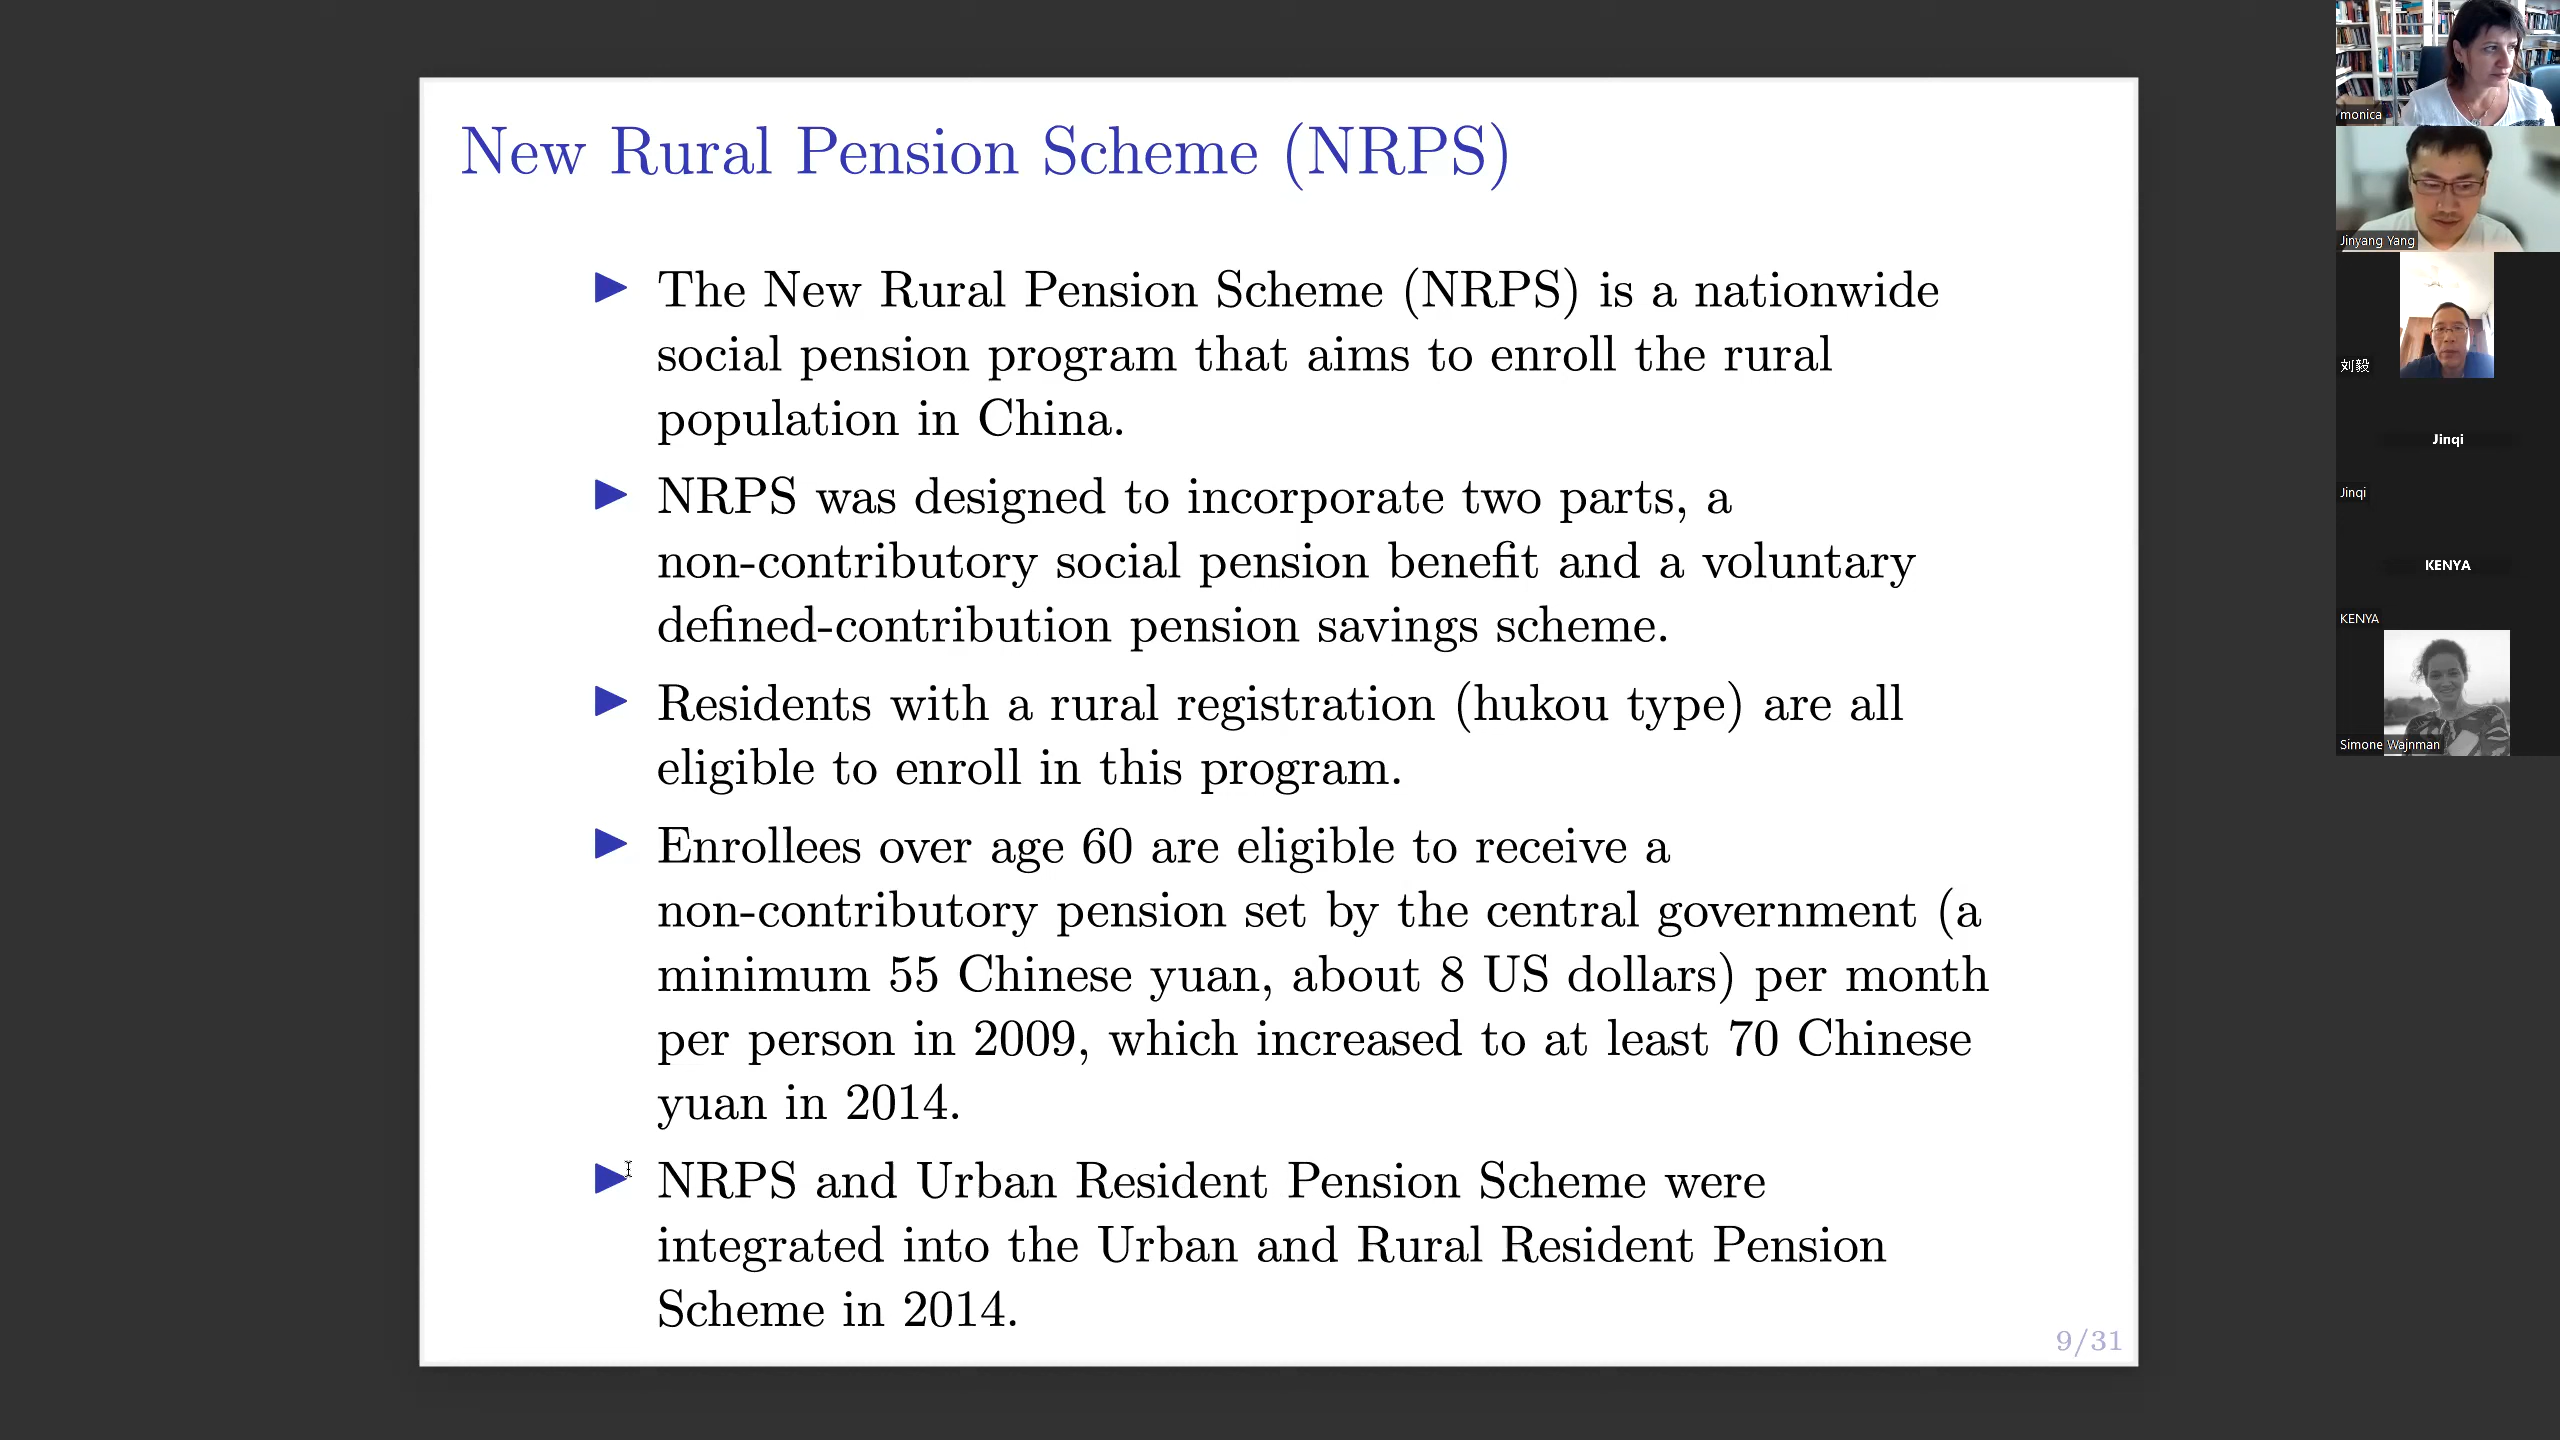 New Rural Pension Scheme (NRPS)
The New Rural Pension Scheme (NRPS) is a nationwide
social pension program that aims to enroll the rural
population in China.
NRPS was designed to incorporate two parts, a
non-contributory social pension benefit and a voluntary
defined-contribution pension savings scheme.
Residents with a rural registration (hukou type) are all
eligible to enroll in this program.
Enrollees over age 60 are eligible to receive a
non-contributory pension set by the central government (a
minimum 55 Chinese yuan, about 8 US dollars) per month
per person in 2009, which increased to at least 70 Chinese
yuan in 2014.
NRPS and Urban Resident Pension Scheme were
integrated into the Urban and Rural Resident Pension
Scheme in 2014.
9/31
monica
Jinyang Yang
刘毅
Jinqi
Jinqi
KENYA
KENYA
Simone Wajnman